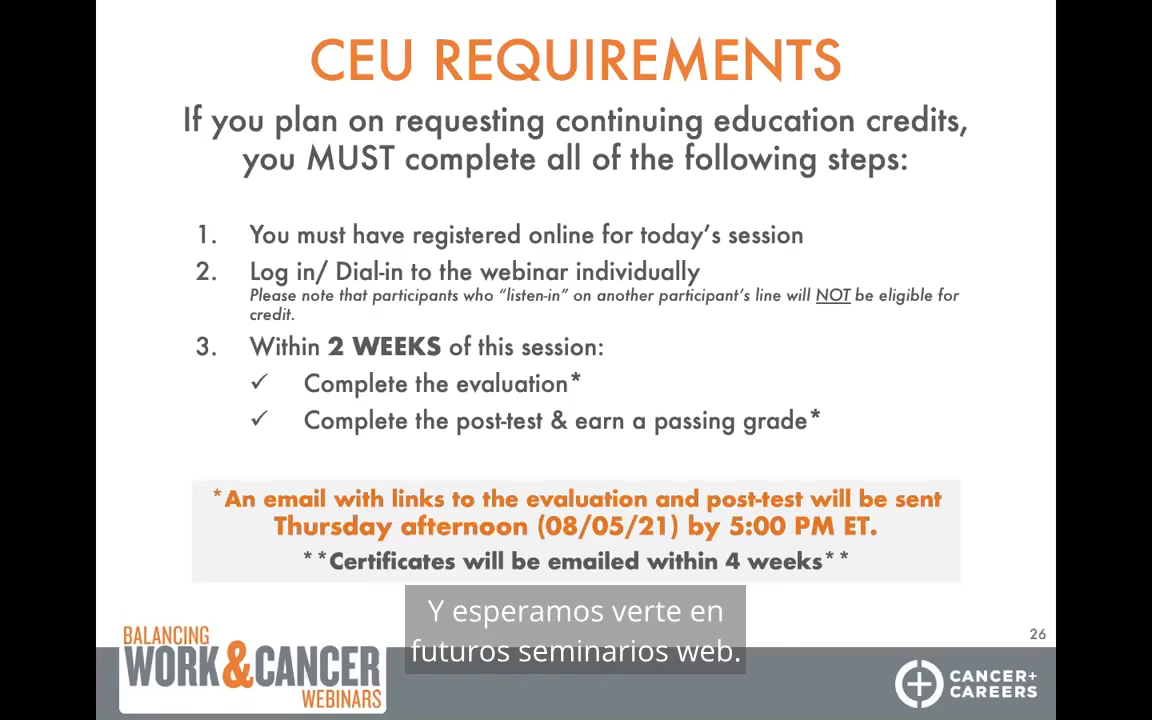 CEU REQUIREMENTS
If you plan on requesting continuing education credits,
you MUST complete all of the following steps:
1. You must have registered online for today's session
2. Log in/ Dial-in to the webinar individually
Please note that participants who “listen-in” on another participant's line will NOT be eligible for
credit.
3. Within 2 WEEKS of this session:
✓ Complete the evaluation*
✓ Complete the post-test & earn a passing grade*
*An email with links to the evaluation and post-test will be sent
Thursday afternoon (08/05/21) by 5:00 PM ET.
**Certificates will be emailed within 4 weeks**
Y esperamos verte en
futuros seminarios web.
26
BALANCING
WORK&CANCER
WEBINARS
CANCER+
CAREERS